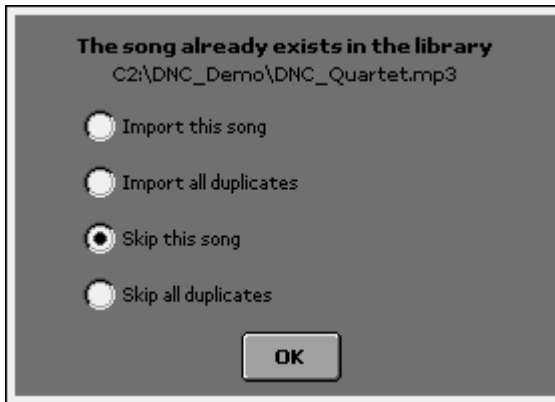 The song already exists in the library
C2:\DNC_Demo\DNC_Quartet.mp3
Import this song
Import all duplicates
Skip this song
Skip all duplicates
OK